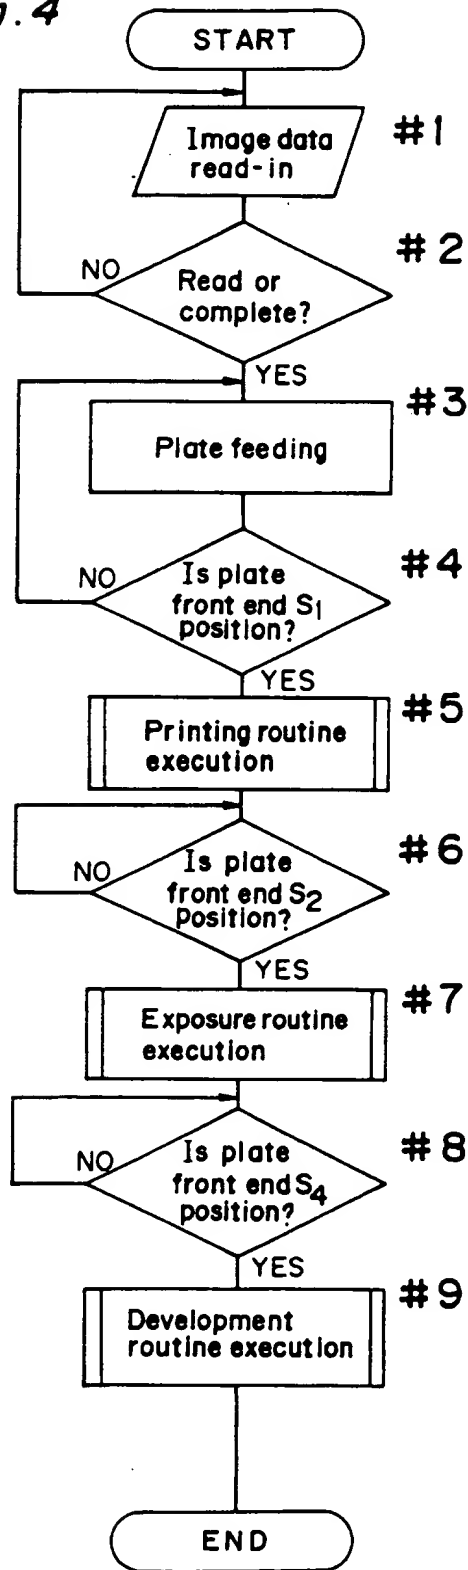 g. 4
START
Image data
read-in
#1
Read or
complete?
#2
NO
YES
Plate feeding
#3
Is plate
front end S1
position?
#4
NO
YES
Printing routine
execution
#5
Is plate
front end S2
Position?
#6
NO
YES
Exposure routine
execution
#7
Is plate
front end S4
position?
#8
NO
YES
Development
routine execution
#9
END